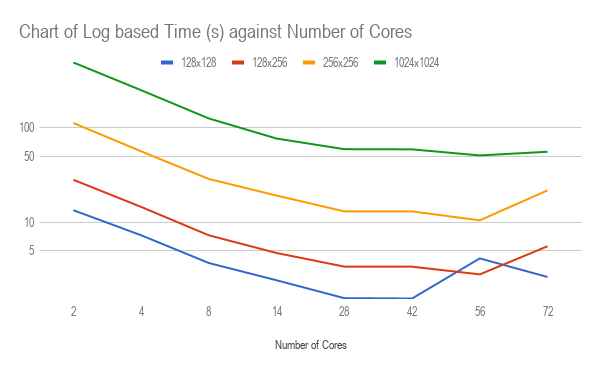 Chart of Log based Time (s) against Number of Cores
128x128 128x256 256x256 1024x1024
100
50
10
5
2 4 8 14 28 42 56 72
Number of Cores